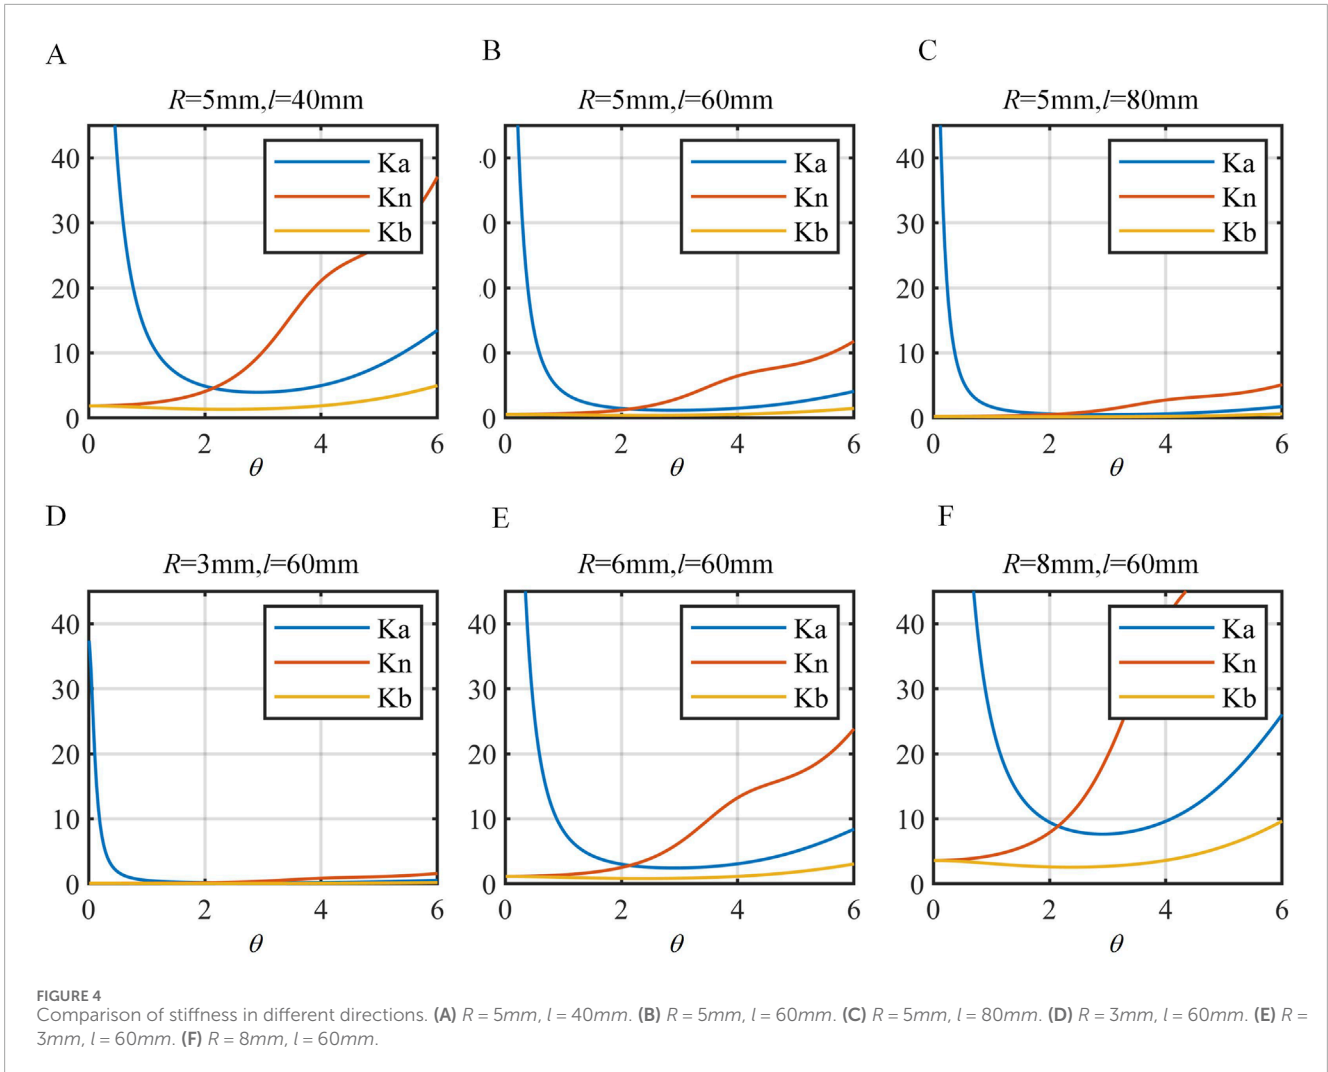 A
B
C
R=5mm,l=40mm
R=5mm,l=60mm
R=5mm,l=80mm
40
30
20
10
0
Ka
Kn
Kb
0 2 4 6
θ
.0
0
.0
0
0
Ka
Kn
Kb
0 2 4 6
θ
40
30
20
10
0
Ka
Kn
Kb
0 2 4 6
θ
D
E
F
R=3mm,l=60mm
R=6mm,l=60mm
R=8mm,l=60mm
40
30
20
10
0
Ka
Kn
Kb
0 2 4 6
θ
40
30
20
10
0
Ka
Kn
Kb
0 2 4 6
θ
40
30
20
10
0
Ka
Kn
Kb
0 2 4 6
θ
FIGURE 4
Comparison of stiffness in different directions. (A) R = 5mm, l = 40mm. (B) R = 5mm, l = 60mm. (C) R = 5mm, l = 80mm. (D) R = 3mm, l = 60mm. (E) R =
3mm, l = 60mm. (F) R = 8mm, l = 60mm.